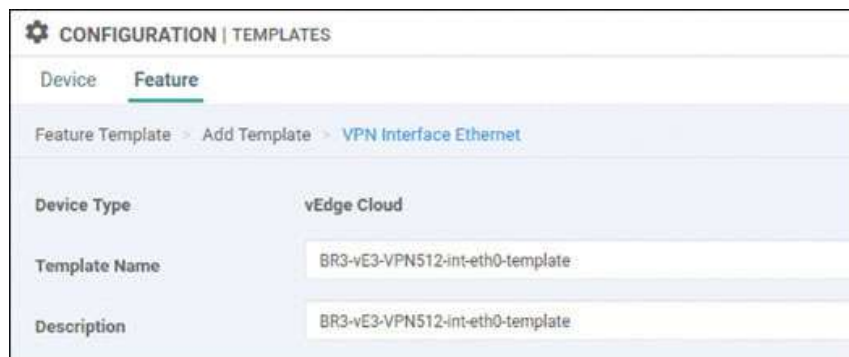 CONFIGURATION | TEMPLATES
Device Feature
Feature Template > Add Template > VPN Interface Ethernet
Device Type vEdge Cloud
Template Name BR3-vE3-VPN512-int-eth0-template
Description BR3-vE3-VPN512-int-eth0-template